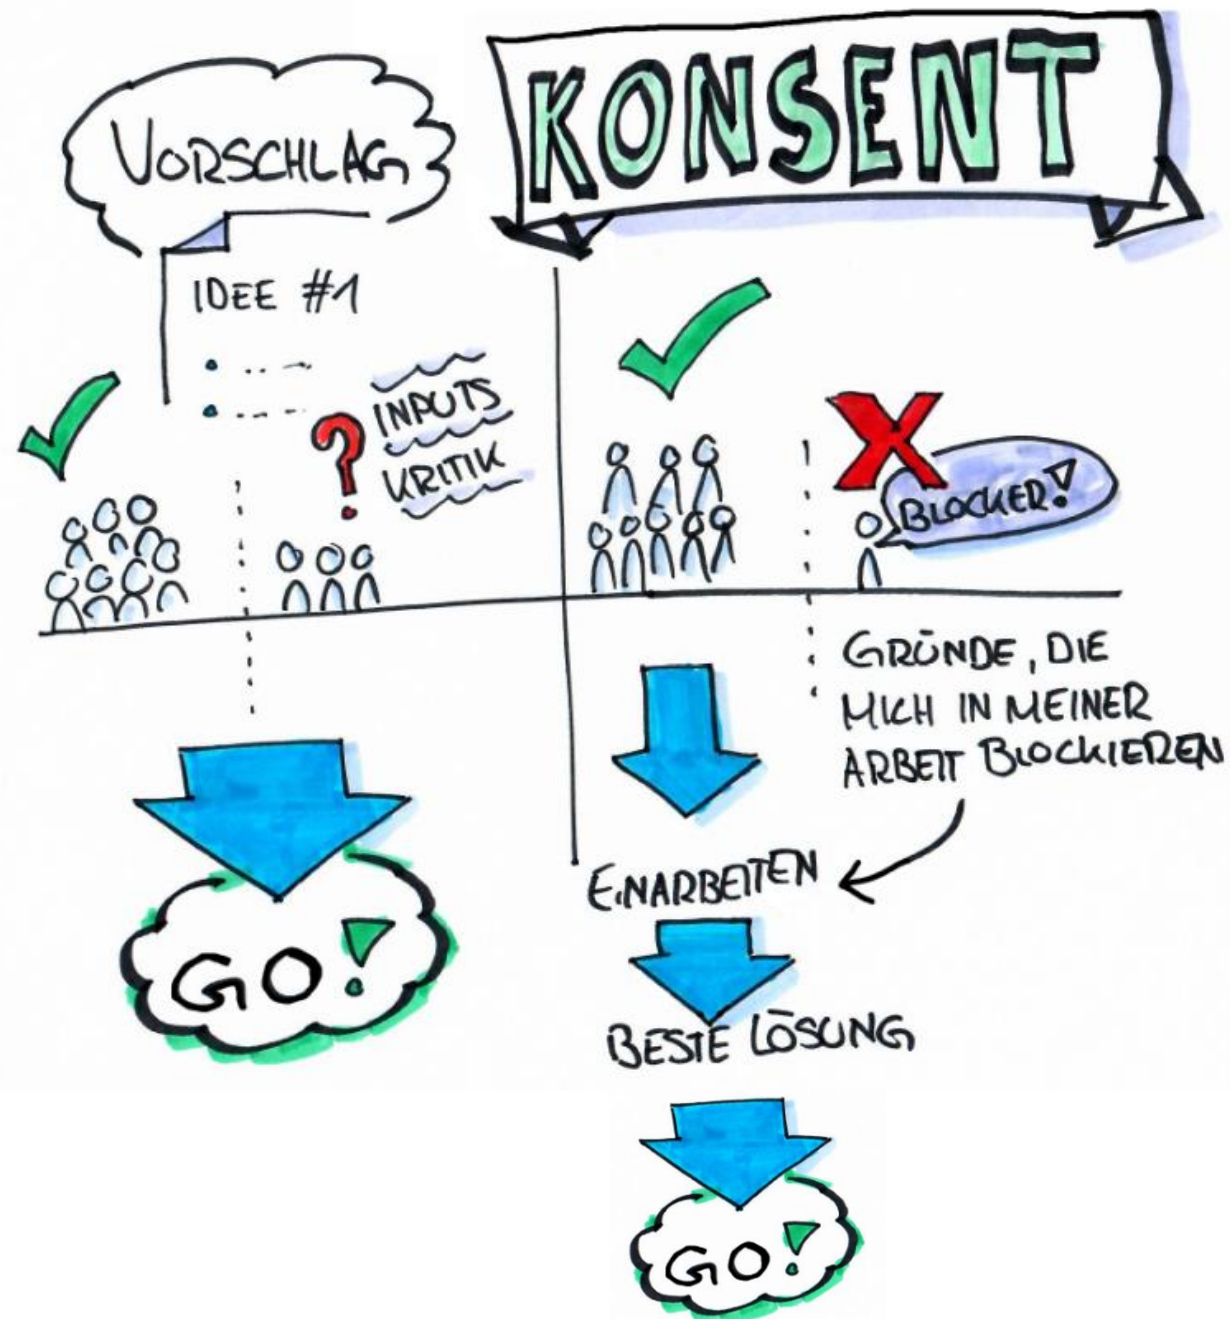 KONSENT
VORSCHLAG
IDEE #1
INPUTS
KRITIK
GO!
BLOCKER!
GRÜNDE, DIE
MICH IN MEINER
ARBEIT BLOCKIEREN
EINARBEITEN
BESTE LÖSUNG
GO!